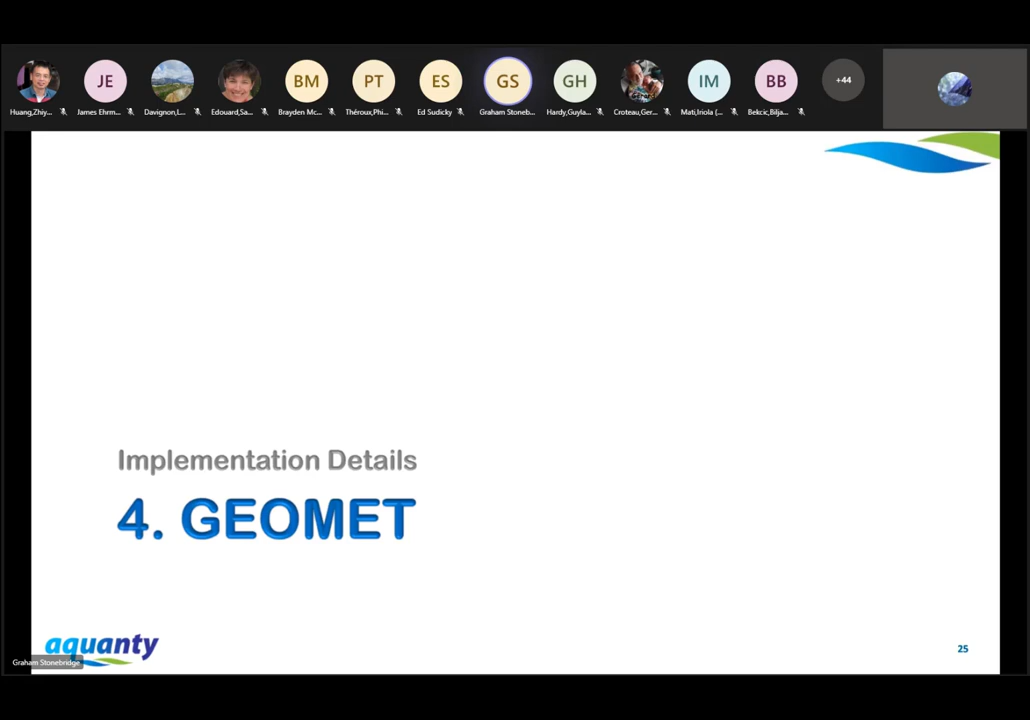 JE
BM
PT
ES
GS
GH
IM
BB
+44
Huang,Zhiy...
James Ehrm...
Davignon,L...
Edouard,Sa...
Brayden Mc...
Théroux,Phi...
Ed Sudicky
Graham Stoneb...
Hardy,Guyla...
Croteau,Ger...
Mati,Iriola (...
Bekcic,Bilja...
Implementation Details
4. GEOMET
aquanty
Graham Stonebridge
25